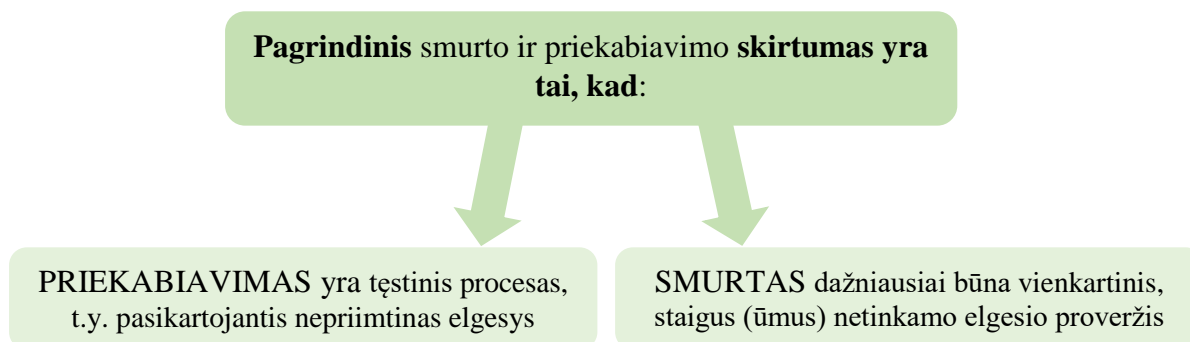 Pagrindinis smurto ir priekabiavimo skirtumas yra
tai, kad:
PRIEKABIAVIMAS yra tęstinis procesas,
t.y. pasikartojantis nepriimtinas elgesys
SMURTAS dažniausiai būna vienkartinis,
staigus (ūmus) netinkamo elgesio proveržis